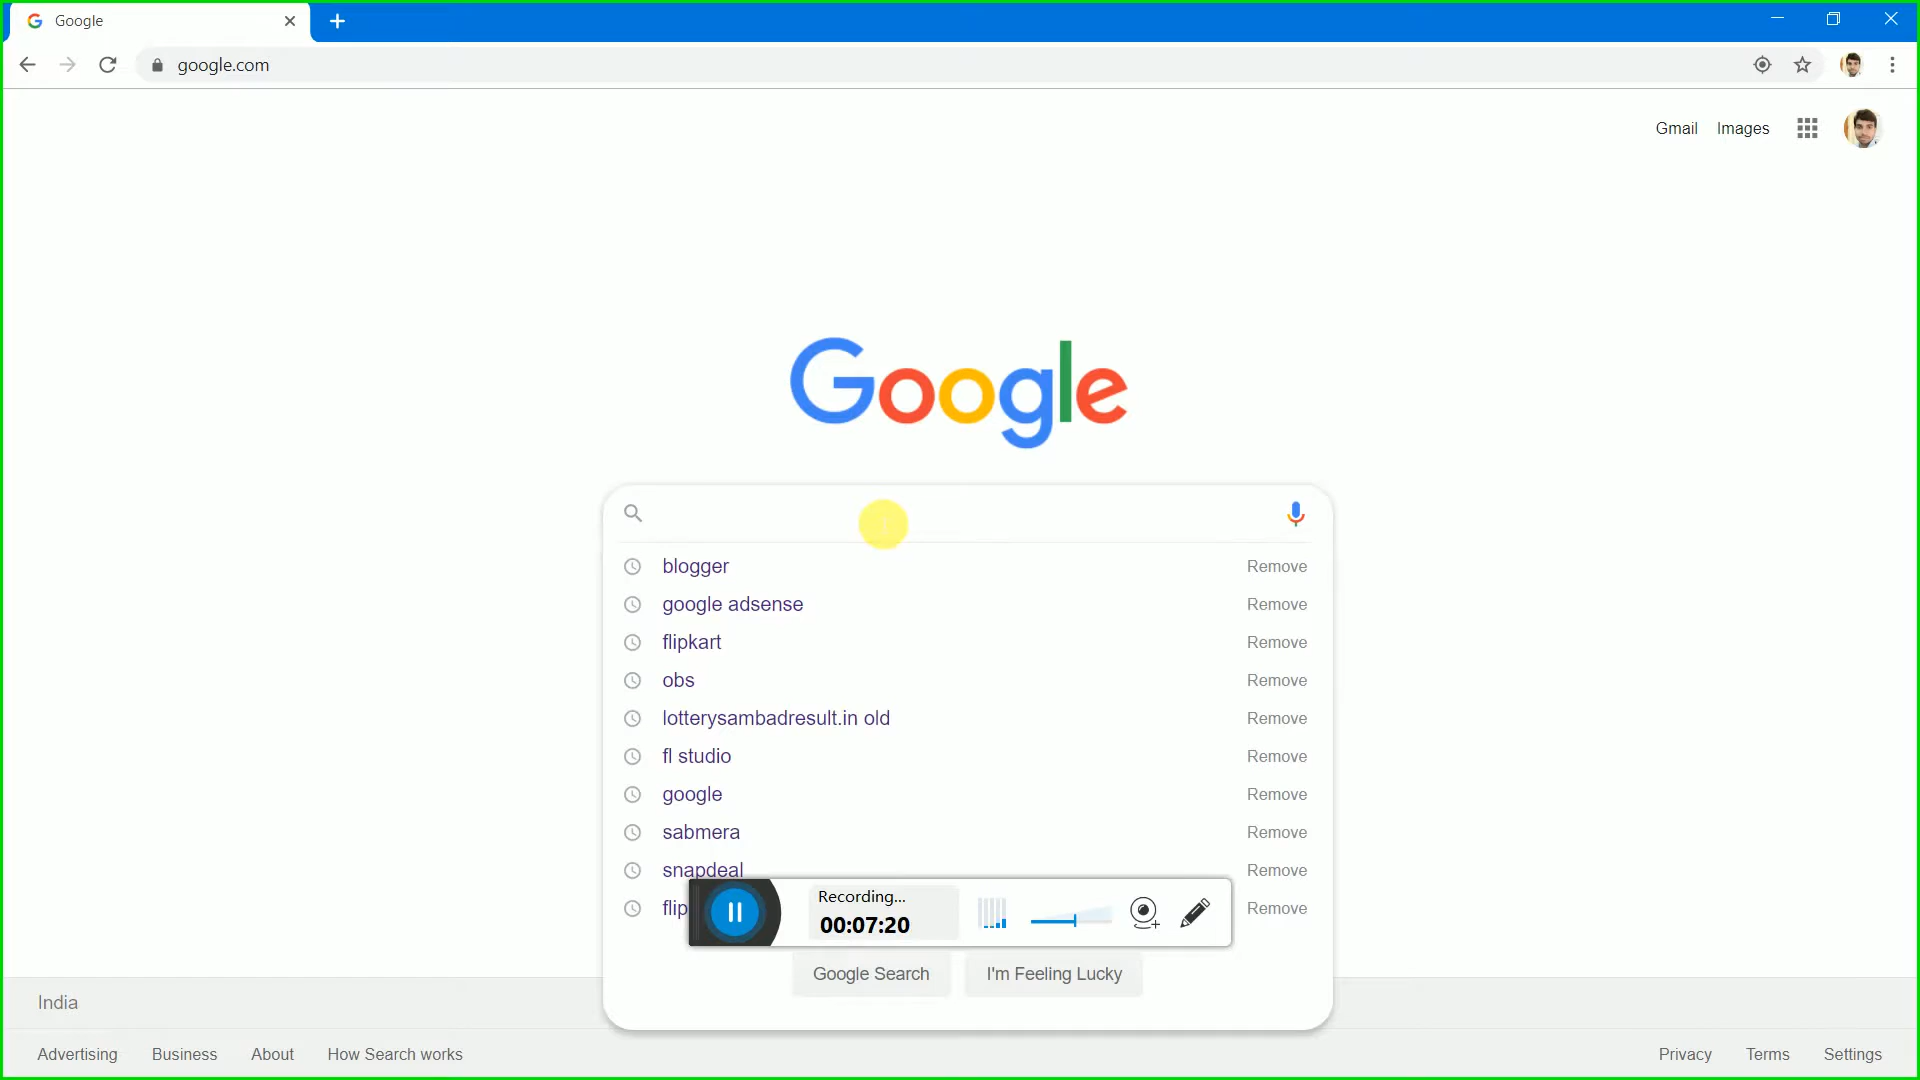 Google
google.com
Gmail Images
Google
blogger Remove
google adsense Remove
flipkart Remove
obs Remove
lotterysambadresult.in old Remove
fl studio Remove
google Remove
sabmera Remove
snapdeal Remove
flip Remove
Recording...
00:07:20
Google Search I'm Feeling Lucky
India
Advertising Business About How Search works Privacy Terms Settings